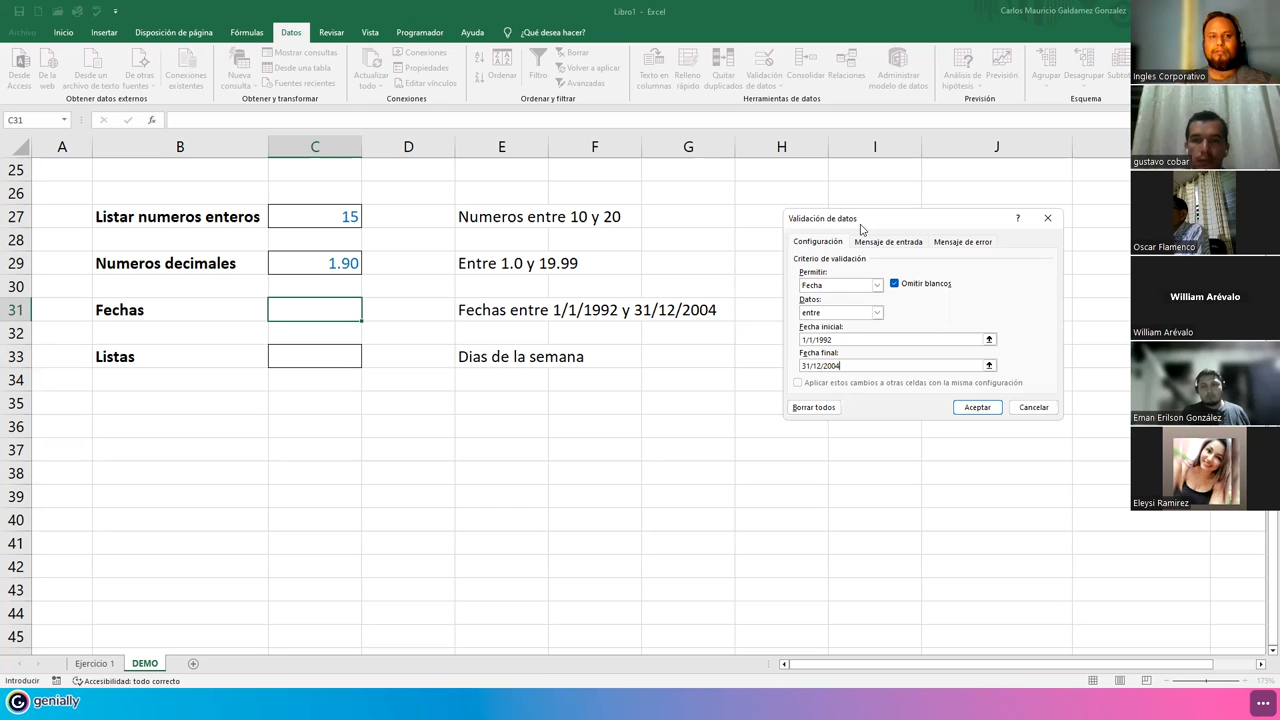 Libro1 - Excel
Carlos Mauricio Galdamez Gonzalez
Archivo Inicio Insertar Disposición de página Fórmulas Datos Revisar Vista Programador Ayuda ¿Qué desea hacer?
Desde Access
De la web
Desde un archivo de texto
De otras fuentes
Conexiones existentes
Obtener datos externos
Nueva consulta
Mostrar consultas
Desde una tabla
Fuentes recientes
Obtener y transformar
Actualizar todo
Conexiones
Propiedades
Editar vínculos
Conexiones
Ordenar
Filtro
Borrar
Volver a aplicar
Avanzadas
Ordenar y filtrar
Texto en columnas
Relleno rápido
Quitar duplicados
Validación de datos
Consolidar
Relaciones
Administrar modelo de datos
Herramientas de datos
Análisis de hipótesis
Previsión
Previsión
Agrupar
Desagrupar
Subtot
Esquema
C31
fx
A B C D E F G H I J
25
26
27 Listar numeros enteros 15 Numeros entre 10 y 20
28
29 Numeros decimales 1.90 Entre 1.0 y 19.99
30
31 Fechas Fechas entre 1/1/1992 y 31/12/2004
32
33 Listas Dias de la semana
34
35
36
37
38
39
40
41
42
43
44
45
Validación de datos ?
Configuración Mensaje de entrada Mensaje de error
Criterio de validación
Permitir:
Fecha Omitir blancos
Datos:
entre
Fecha inicial:
1/1/1992
Fecha final:
31/12/2004
Aplicar estos cambios a otras celdas con la misma configuración
Borrar todos Aceptar Cancelar
Ingles Corporativo
gustavo cobar
Oscar Flamenco
William Arévalo
William Arévalo
Eman Erilson González
Eleysi Ramirez
Ejercicio 1 DEMO
Introducir Accesibilidad: todo correcto 175%
genially